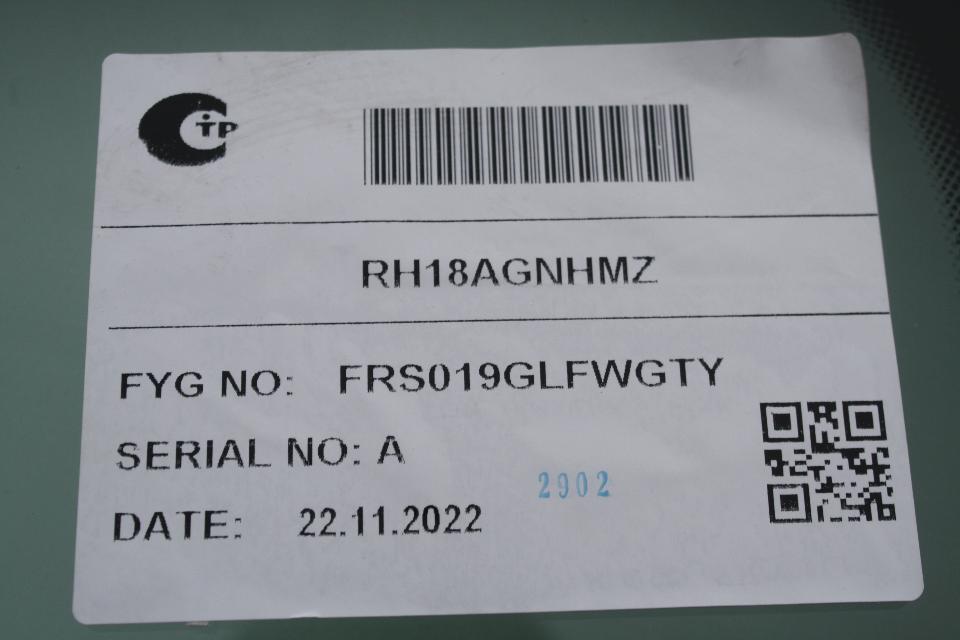 TP
RH18AGNHMZ
FYG NO: FRS019GLFWGTY
SERIAL NO: A
2902
DATE: 22.11.2022